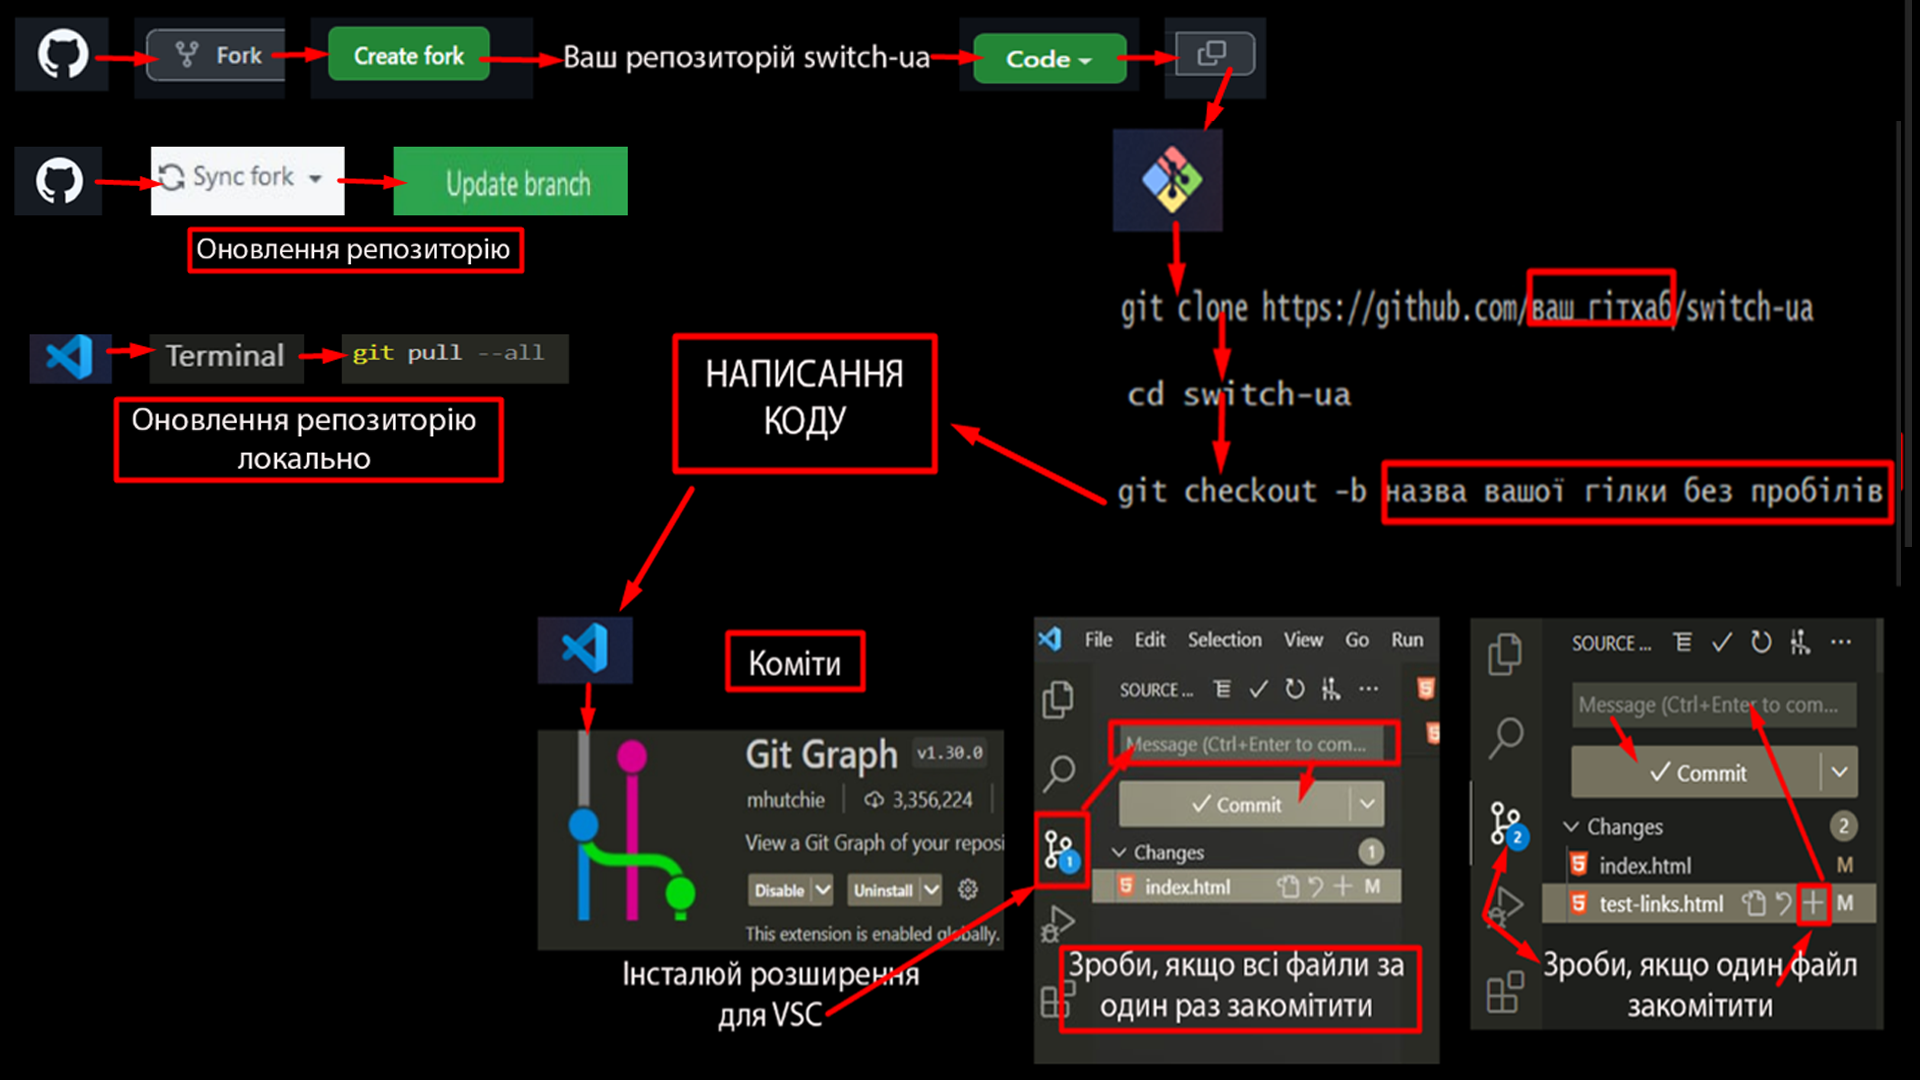 Fork
Create fork
Ваш репозиторій switch-ua
Code
Sync fork
Update branch
Оновлення репозиторію
git clone https://github.com/ваш гітхаб/switch-ua
Terminal
git pull --all
Оновлення репозиторію
локально
НАПИСАННЯ
КОДУ
cd switch-ua
git checkout -b назва вашої гілки без пробілів
Коміти
Git Graph v1.30.0
mhutchie 3,356,224
View a Git Graph of your reposi
Disable Uninstall
This extension is enabled globally.
Інсталюй розширення
для VSC
File Edit Selection View Go Run
SOURCE ...
Message (Ctrl+Enter to com...
Commit
Changes 1
1
index.html M
Зроби, якщо всі файли за
один раз закомітити
SOURCE ...
Message (Ctrl+Enter to com...
Commit
Changes 2
2
index.html M
test-links.html M
Зроби, якщо один файл
закомітити